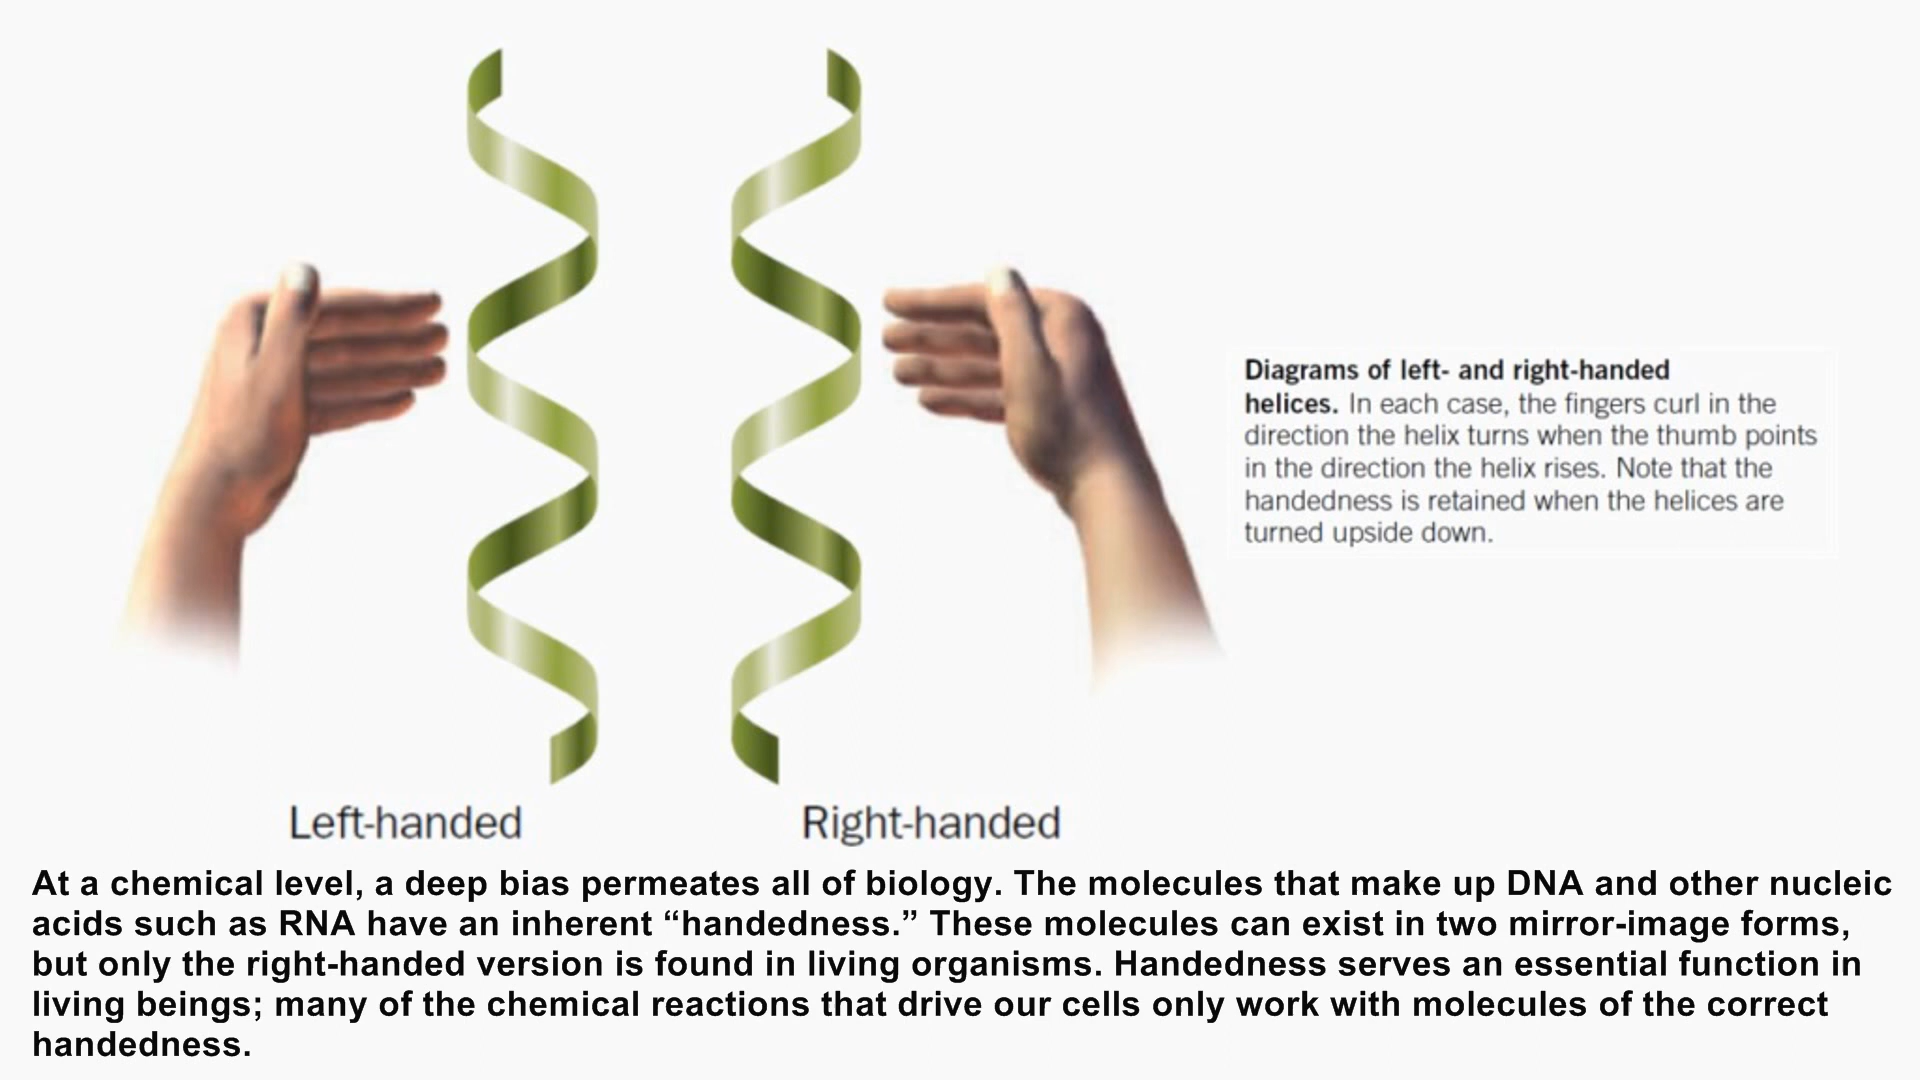 Diagrams of left- and right-handed
helices. In each case, the fingers curl in the
direction the helix turns when the thumb points
in the direction the helix rises. Note that the
handedness is retained when the helices are
turned upside down.
Left-handed
Right-handed
At a chemical level, a deep bias permeates all of biology. The molecules that make up DNA and other nucleic
acids such as RNA have an inherent “handedness.” These molecules can exist in two mirror-image forms,
but only the right-handed version is found in living organisms. Handedness serves an essential function in
living beings; many of the chemical reactions that drive our cells only work with molecules of the correct
handedness.